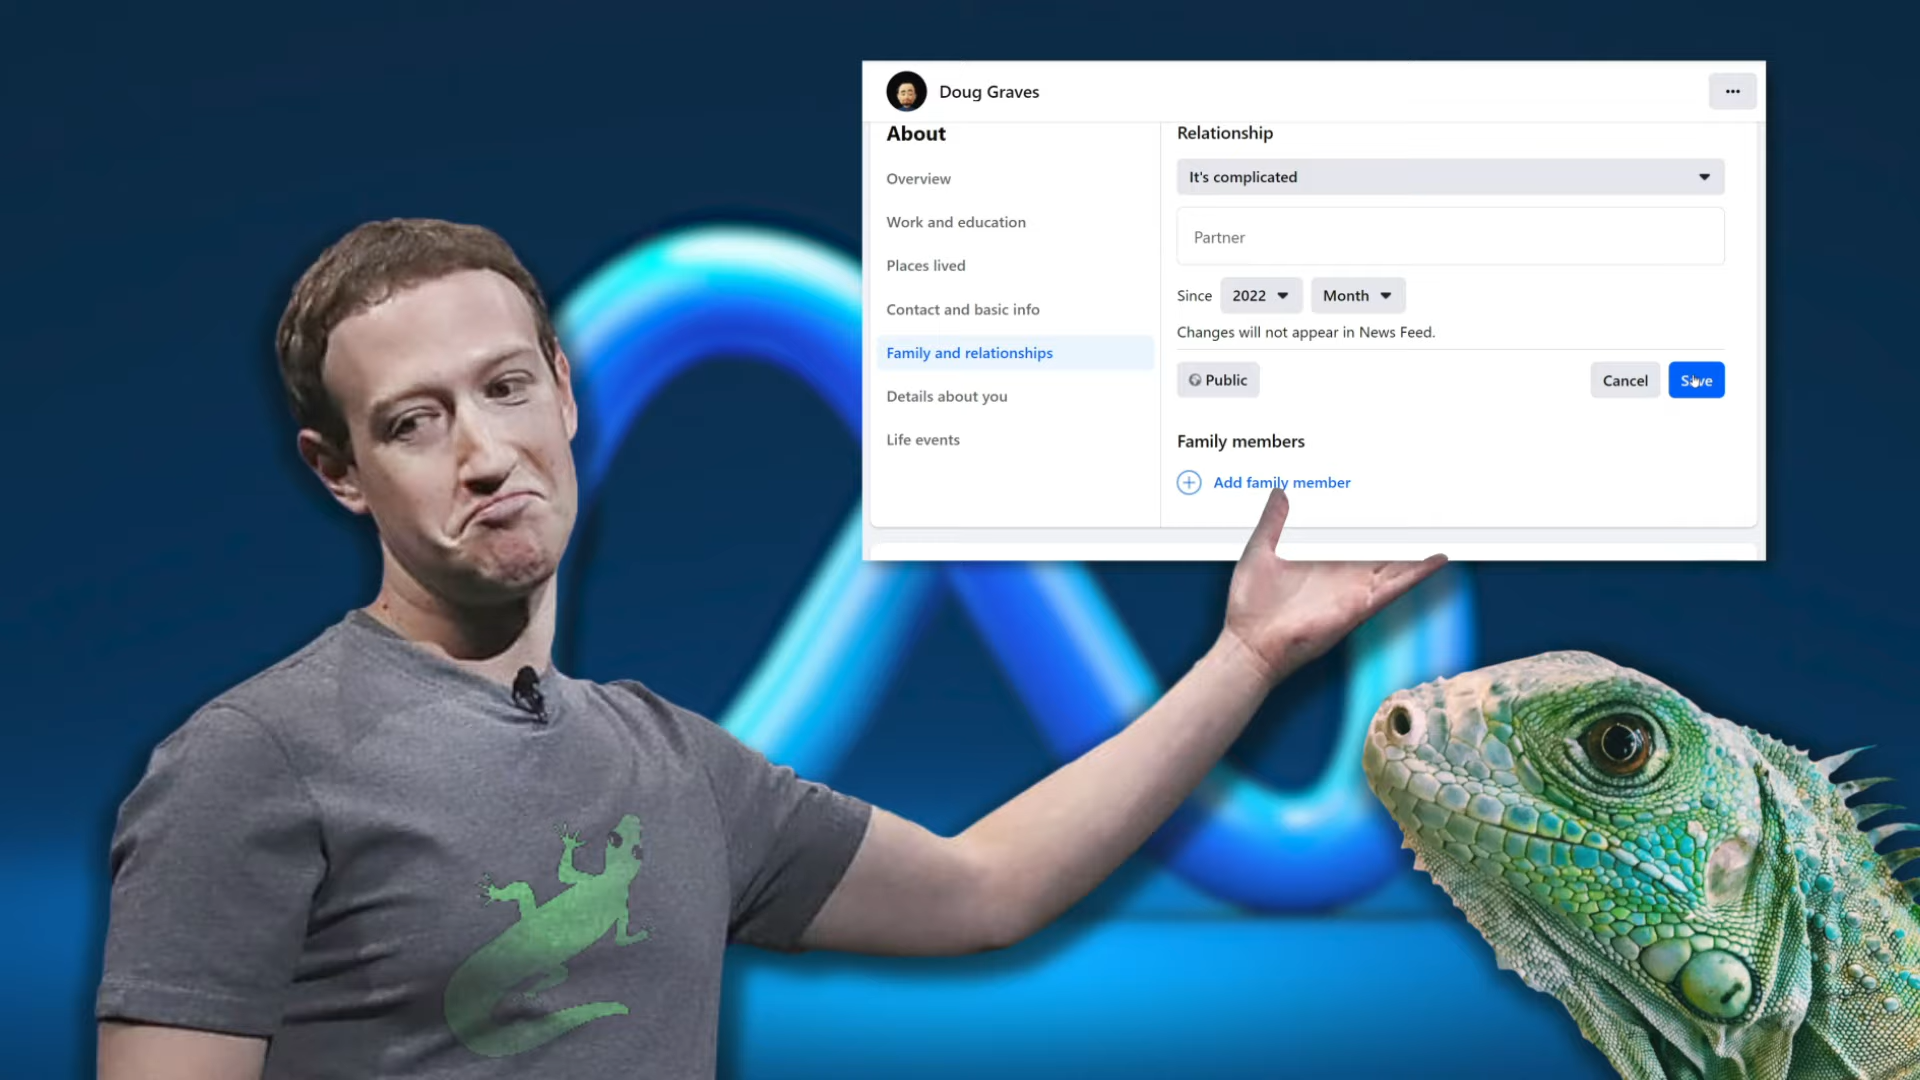 Doug Graves
About
Overview
Work and education
Places lived
Contact and basic info
Family and relationships
Details about you
Life events
Relationship
It's complicated
Partner
Since 2022 Month
Changes will not appear in News Feed.
Public Cancel Save
Family members
Add family member